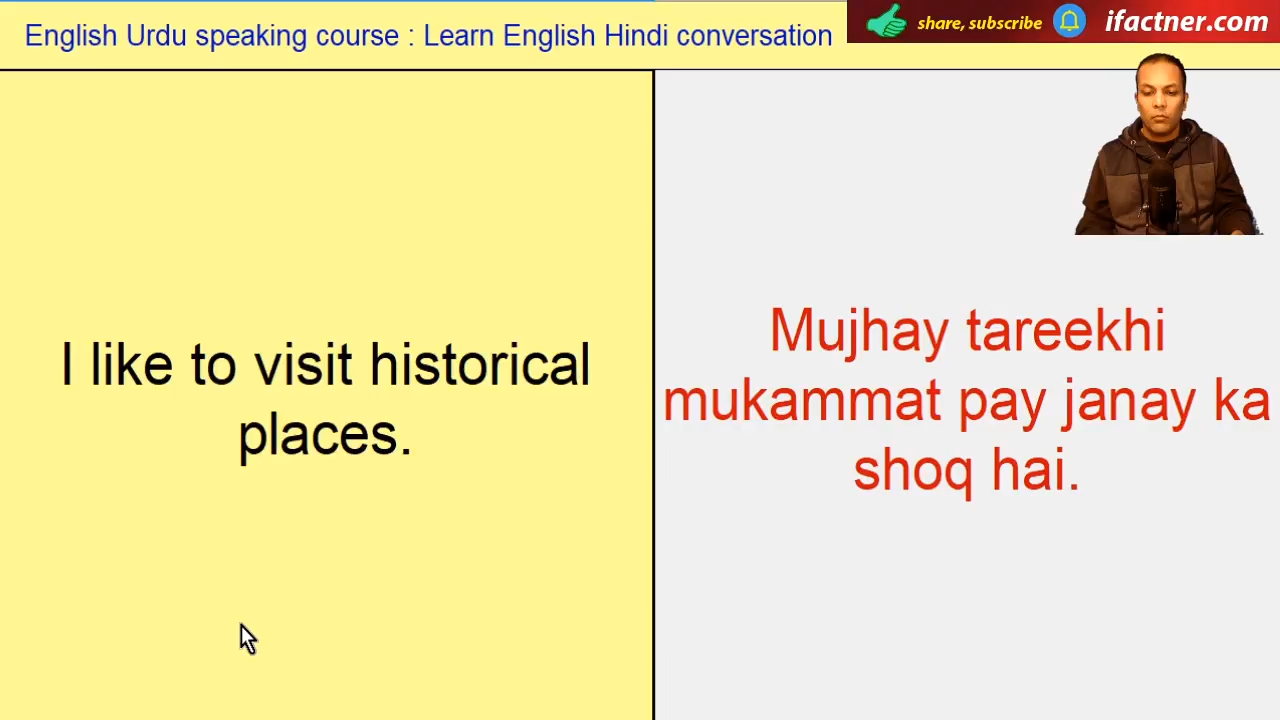 English Urdu speaking course : Learn English Hindi conversation
share, subscribe
ifactner.com
I like to visit historical
places.
Mujhay tareekhi
mukammat pay janay ka
shoq hai.